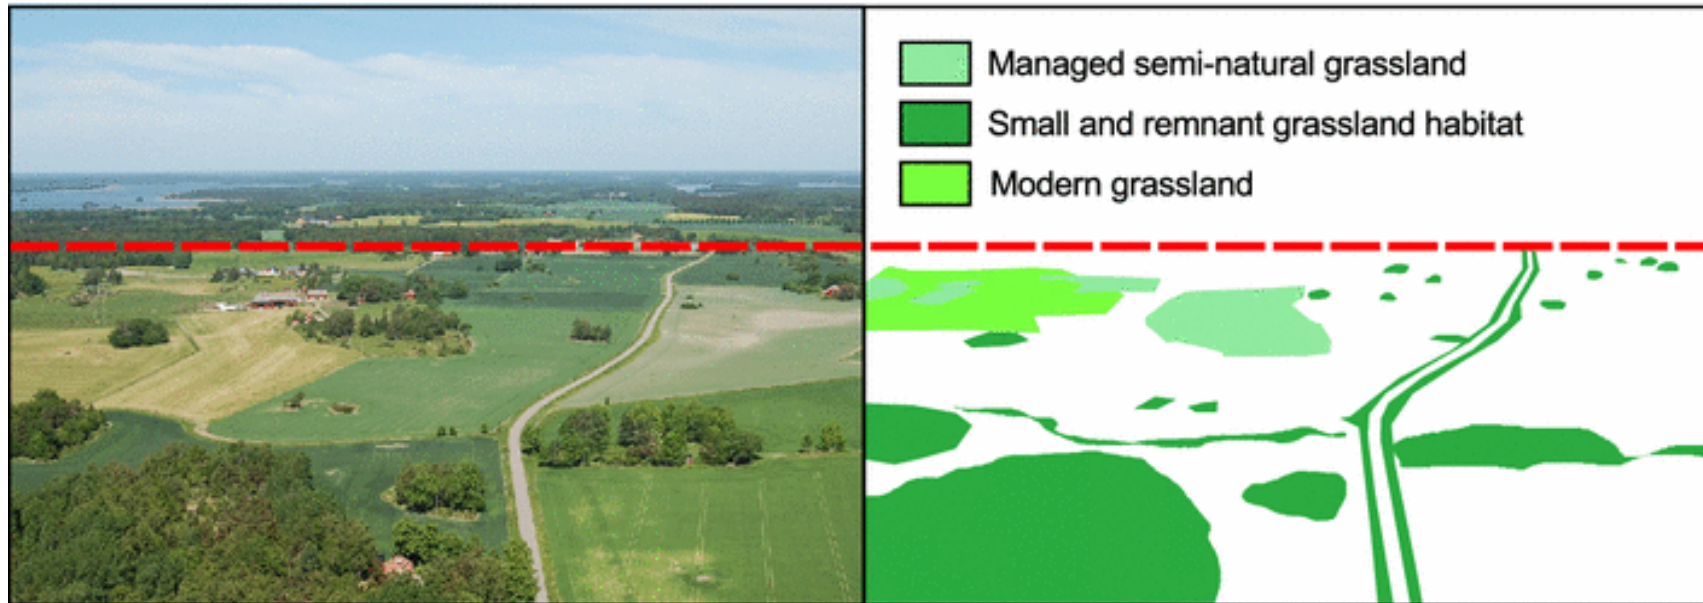 Managed semi-natural grassland
Small and remnant grassland habitat
Modern grassland